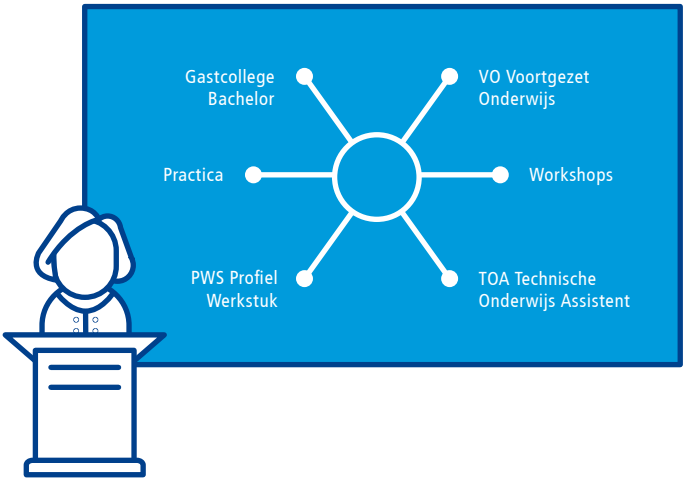 Gastcollege
Bachelor
VO Voortgezet
Onderwijs
Practica
Workshops
PWS Profiel
Werkstuk
TOA Technische
Onderwijs Assistent